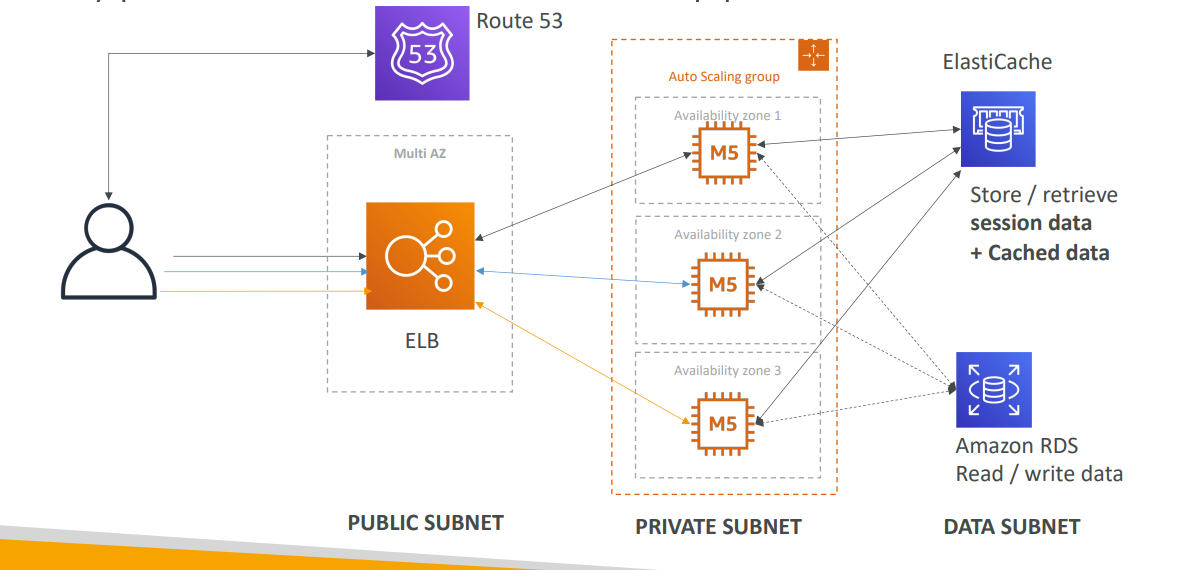 Route 53
53
ElastiCache
Auto Scaling group
Availability zone 1
M5
Multi AZ
Store / retrieve
session data
+ Cached data
Availability zone 2
M5
ELB
Availability zone 3
M5
Amazon RDS
Read / write data
PUBLIC SUBNET
PRIVATE SUBNET
DATA SUBNET